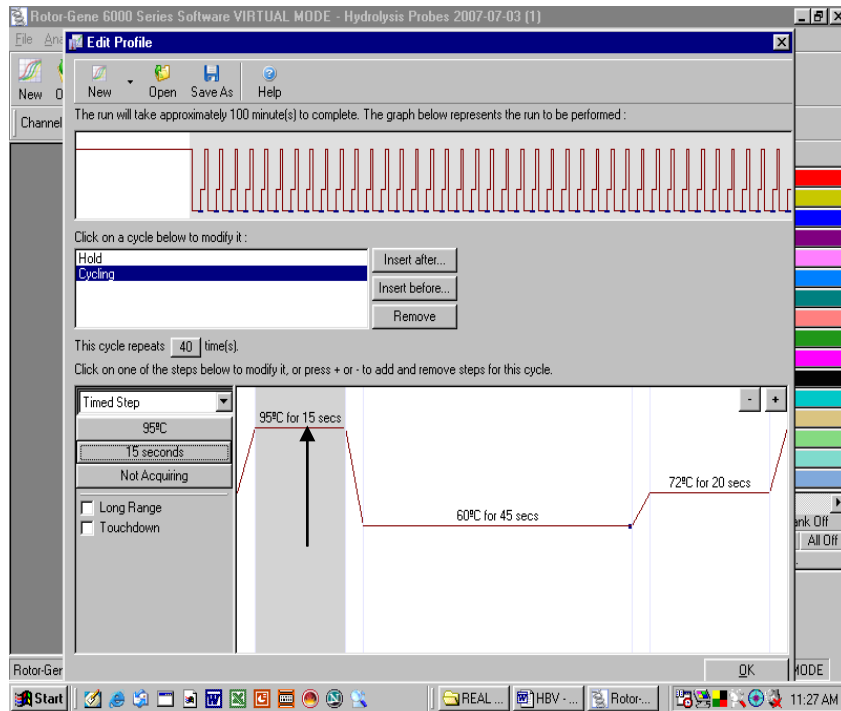 Rotor-Gene 6000 Series Software VIRTUAL MODE - Hydrolysis Probes 2007-07-03 (1)
File Ana
New O
Channel
Edit Profile
New Open Save As Help
The run will take approximately 100 minute(s) to complete. The graph below represents the run to be performed :
Click on a cycle below to modify it :
Hold
Cycling
Insert after...
Insert before...
Remove
This cycle repeats 40 time(s).
Click on one of the steps below to modify it, or press + or - to add and remove steps for this cycle.
Timed Step
95ºC
15 seconds
Not Acquiring
Long Range
Touchdown
- +
95ºC for 15 secs
60ºC for 45 secs
72ºC for 20 secs
ank Off
All Off
OK
Rotor-Ger
MODE
Start
REAL ... HBV - ... Rotor-... 11:27 AM